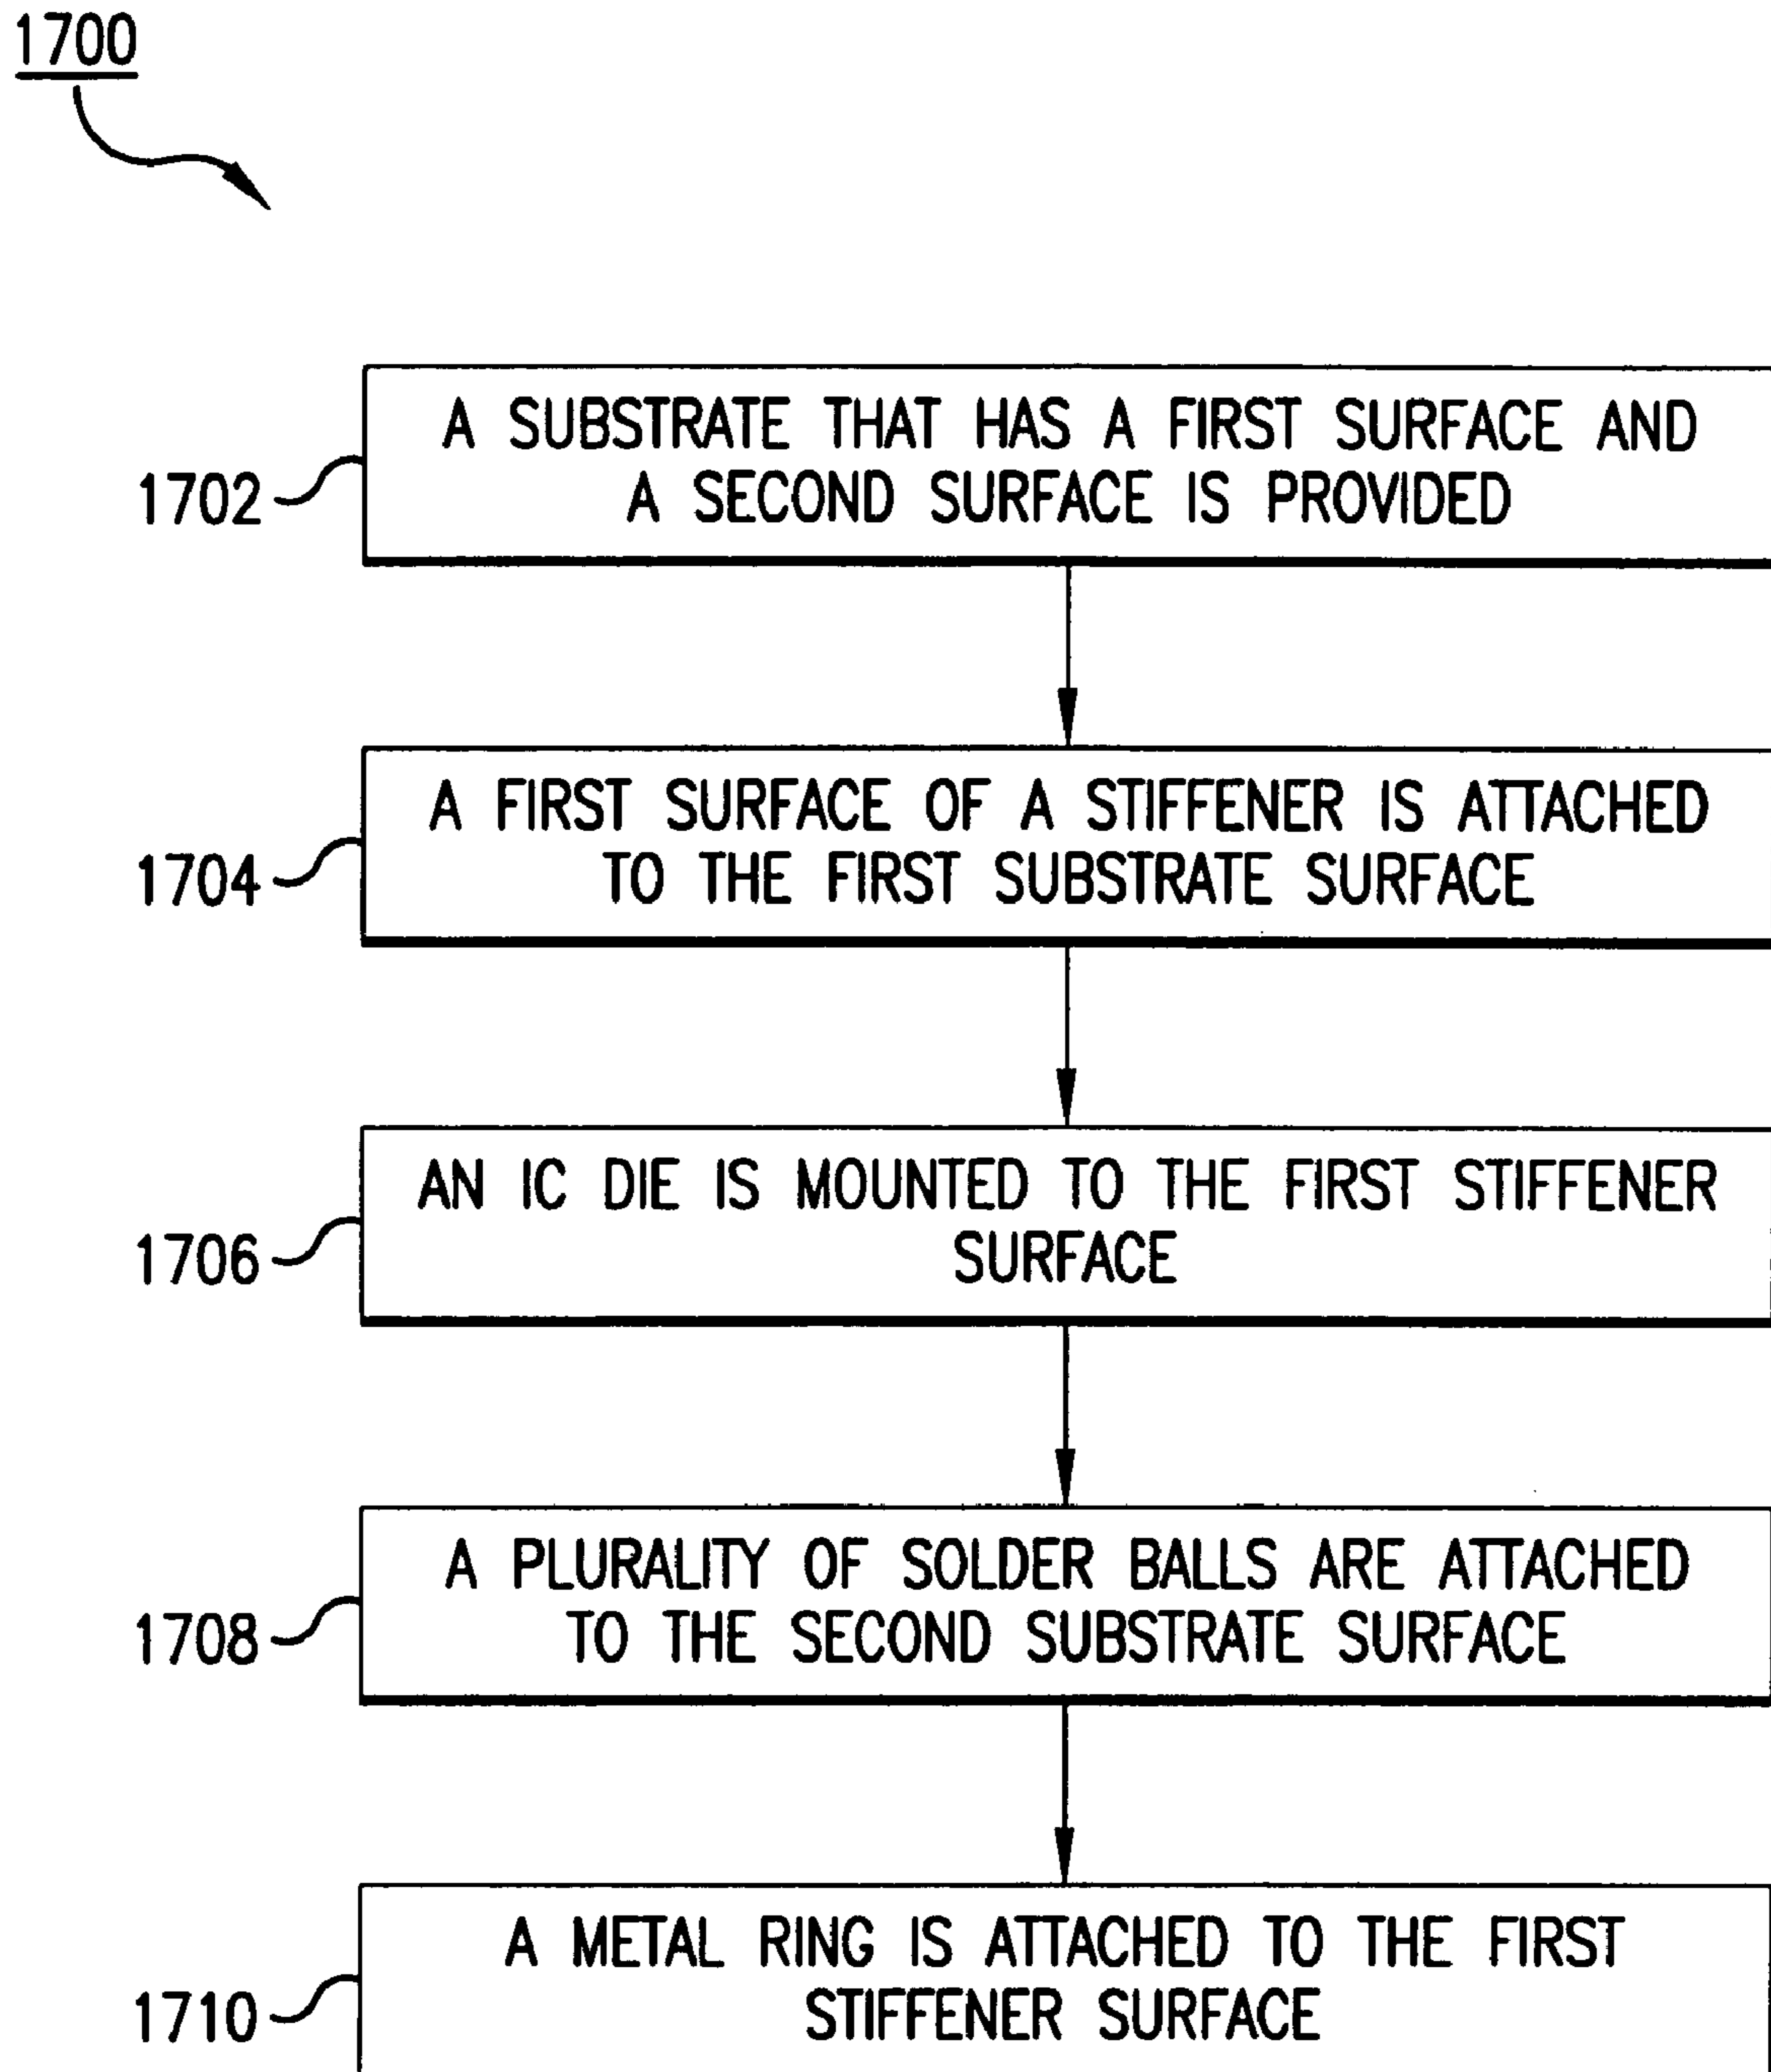 1700
A SUBSTRATE THAT HAS A FIRST SURFACE AND
A SECOND SURFACE IS PROVIDED
1702
A FIRST SURFACE OF A STIFFENER IS ATTACHED
TO THE FIRST SUBSTRATE SURFACE
1704
AN IC DIE IS MOUNTED TO THE FIRST STIFFENER
SURFACE
1706
A PLURALITY OF SOLDER BALLS ARE ATTACHED
TO THE SECOND SUBSTRATE SURFACE
1708
A METAL RING IS ATTACHED TO THE FIRST
STIFFENER SURFACE
1710